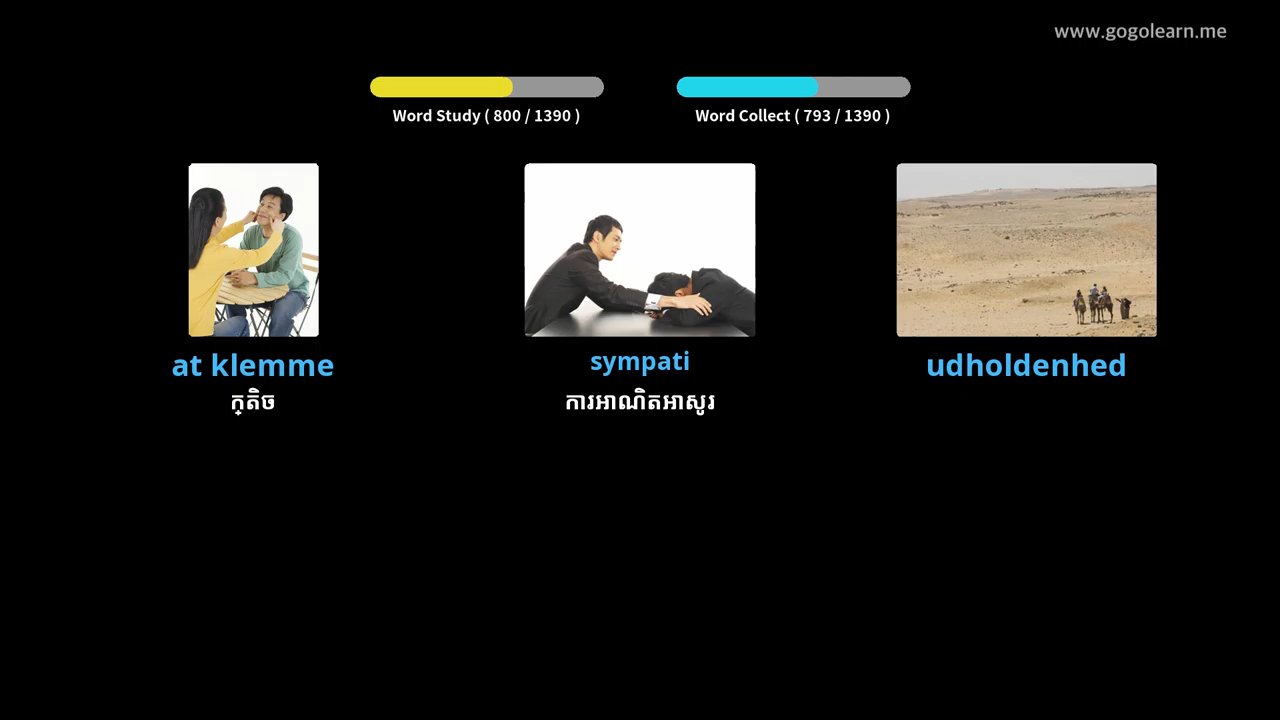 www.gogolearn.me
Word Study ( 800 / 1390 )
Word Collect ( 793 / 1390 )
at klemme
sympati
udholdenhed
ក្តិច
ការអាណិតអាសូរ